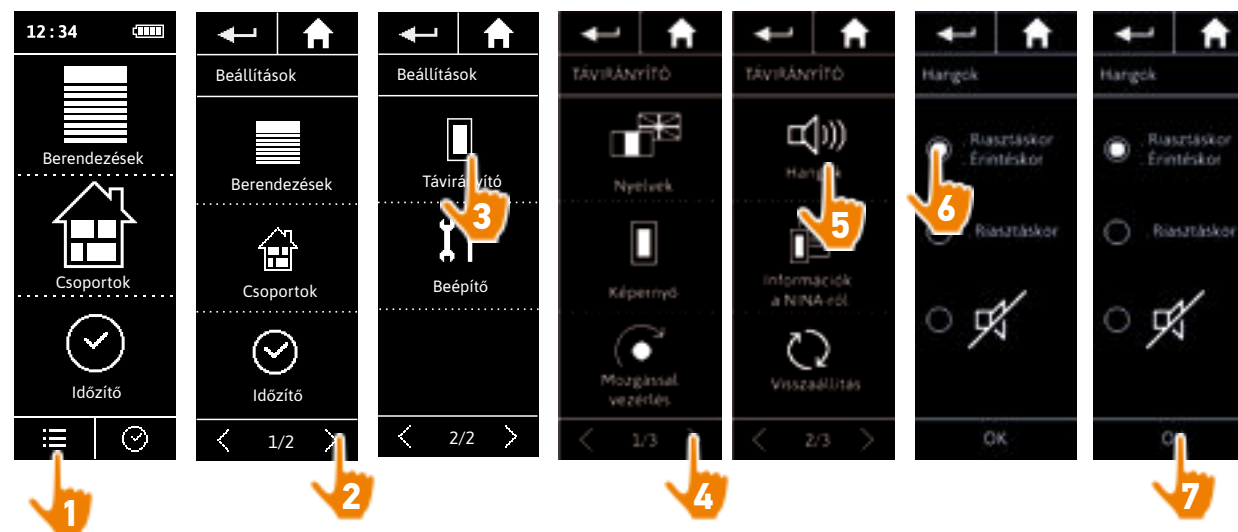 12:34
Berendezések
Csoportok
Időzítő
1
Beállítások
Berendezések
Csoportok
Időzítő
1/2
2
Beállítások
Távirányító
3
Beépítő
2/2
TÁVIRÁNYÍTÓ
Nyelvek
Képernyő
Mozgással
vezérlés
1/3
4
TÁVIRÁNYÍTÓ
Hangok
5
Információk
a NINA-ról
Visszaállítás
2/3
Hangok
. Riasztáskor
. Érintéskor
6
. Riasztáskor
OK
Hangok
. Riasztáskor
. Érintéskor
. Riasztáskor
OK
7